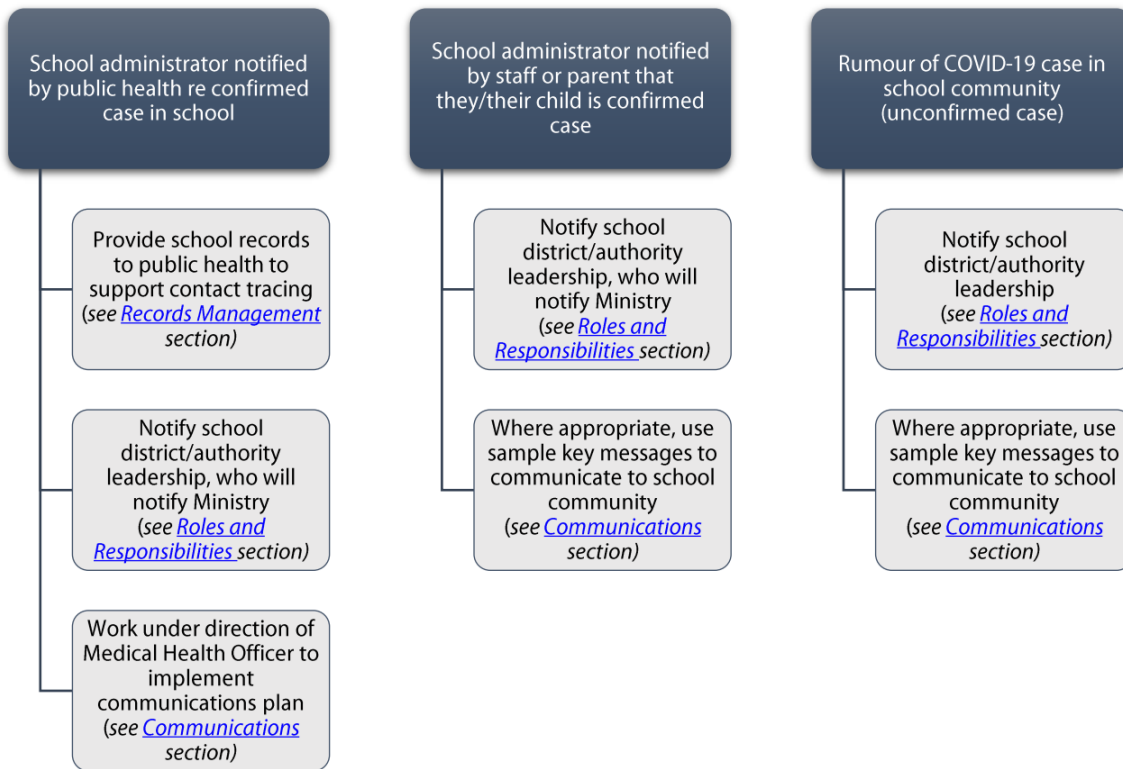 School administrator notified
by public health re confirmed
case in school
Provide school records
to public health to
support contact tracing
(see Records Management
section)
Notify school
district/authority
leadership, who will
notify Ministry
(see Roles and
Responsibilities section)
Work under direction of
Medical Health Officer to
implement
communications plan
(see Communications
section)
School administrator notified
by staff or parent that
they/their child is confirmed
case
Notify school district/authority
leadership, who will
notify Ministry
(see Roles and
Responsibilities section)
Where appropriate, use
sample key messages to
communicate to school
community
(see Communications
section)
Rumour of COVID-19 case in
school community
(unconfirmed case)
Notify school
district/authority
leadership
(see Roles and
Responsibilities section)
Where appropriate, use
sample key messages to
communicate to school
community
(see Communications
section)